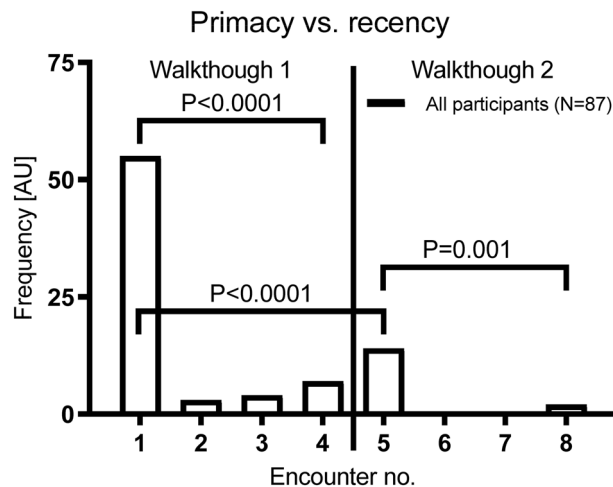 Primacy vs. recency
Walkthough 1
Walkthough 2
All participants (N=87)
P<0.0001
P=0.001
P<0.0001
Frequency [AU]
75
50
25
0
1 2 3 4 5 6 7 8
Encounter no.